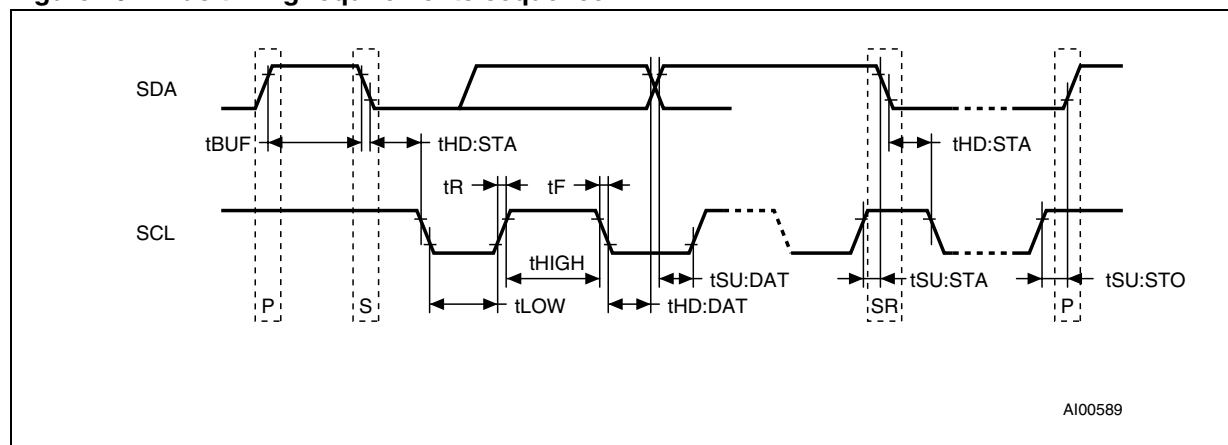 SDA
tBUF
tHD:STA
tHD:STA
tR
tF
SCL
tHIGH
tSU:DAT
tSU:STA
tSU:STO
P
S
tLOW
tHD:DAT
SR
P
AI00589